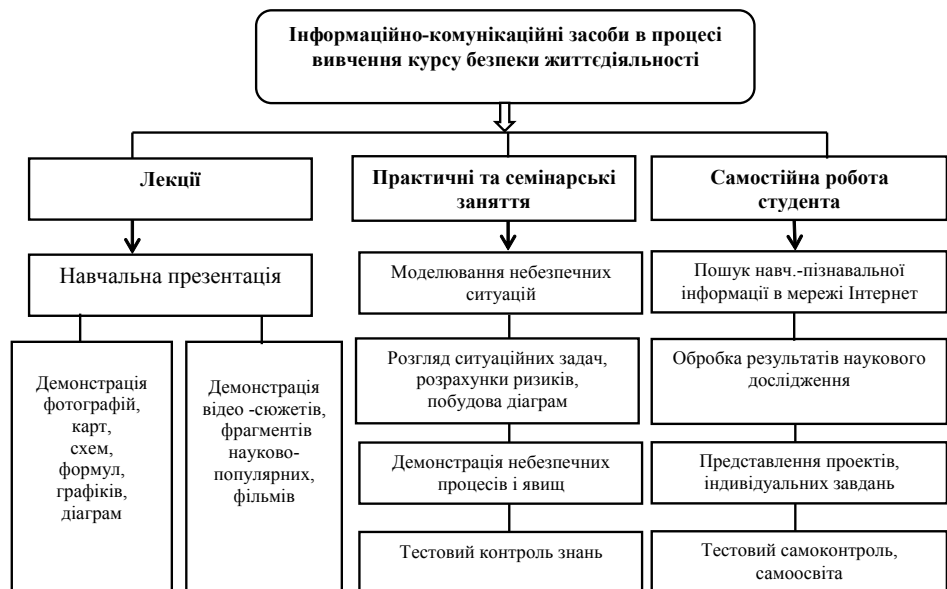 Інформаційно-комунікаційні засоби в процесі
вивчення курсу безпеки життєдіяльності
Лекції
Практичні та семінарські
заняття
Самостійна робота
студента
Навчальна презентація
Моделювання небезпечних
ситуацій
Пошук навч.-пізнавальної
інформації в мережі Інтернет
Демонстрація
фотографій,
карт,
схем,
формул,
графіків,
діаграм
Демонстрація
відео -сюжетів,
фрагментів
науково-
популярних,
фільмів
Розгляд ситуаційних задач,
розрахунки ризиків,
побудова діаграм
Обробка результатів наукового
дослідження
Демонстрація небезпечних
процесів і явищ
Представлення проектів,
індивідуальних завдань
Тестовий контроль знань
Тестовий самоконтроль,
самоосвіта